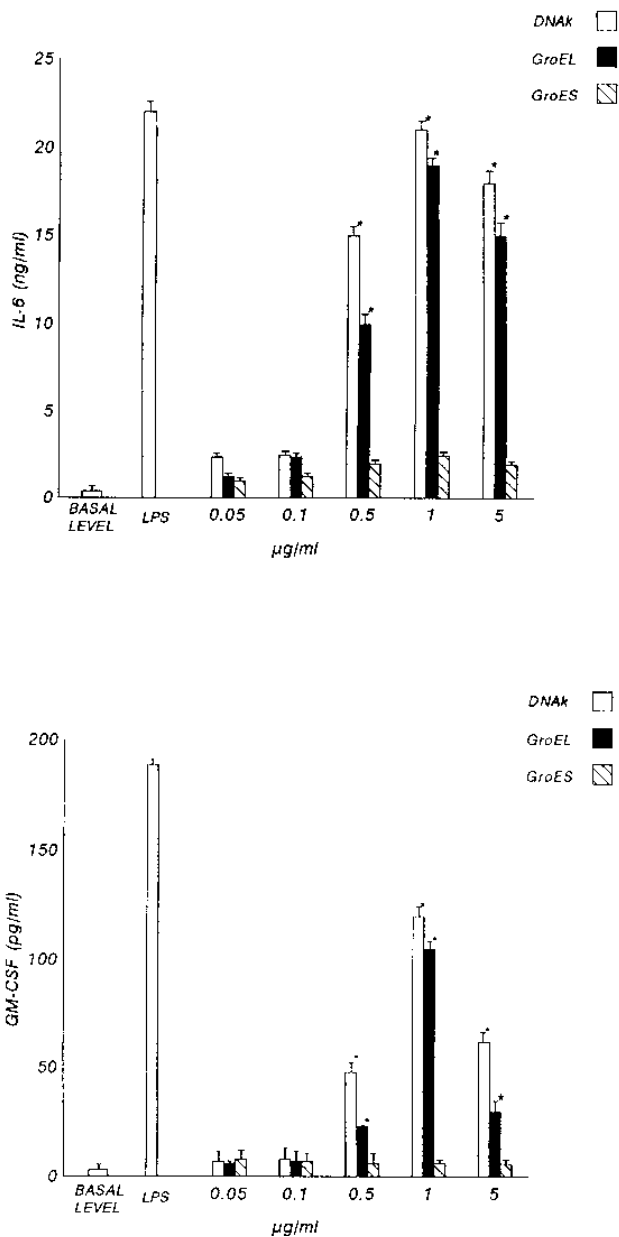 DNAk
GroEL
GroES
25
20
15
10
5
0
IL-6 (ng/ml)
BASAL LEVEL
LPS
0.05
0.1
0.5
1
5
µg/ml
* * * * * *
DNAk
GroEL
GroES
200
150
100
50
0
GM-CSF (pg/ml)
BASAL LEVEL
LPS
0.05
0.1
0.5
1
5
µg/ml
* * * * * *